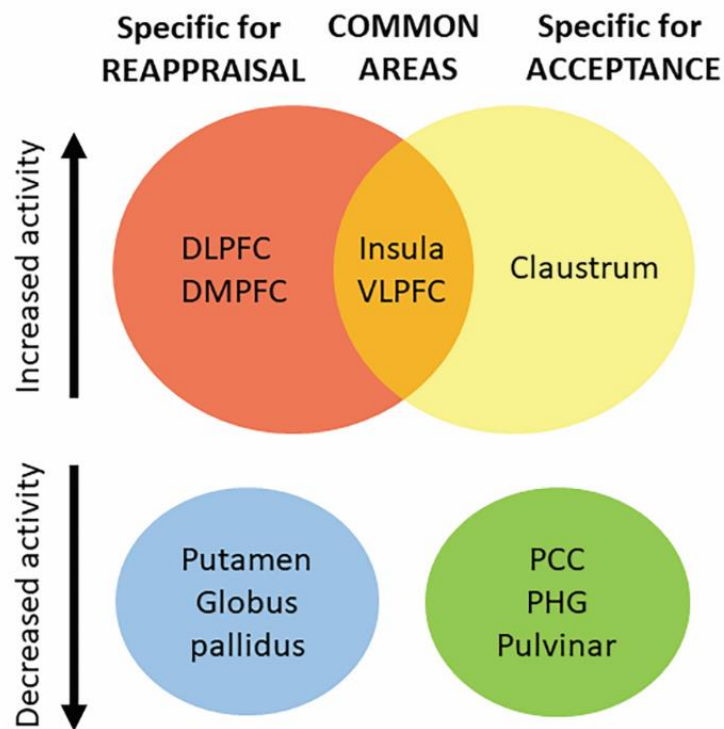 Specific for
REAPPRAISAL
COMMON
AREAS
Specific for
ACCEPTANCE
Increased activity
DLPFC
DMPFC
Insula
VLPFC
Claustrum
Decreased activity
Putamen
Globus
pallidus
PCC
PHG
Pulvinar